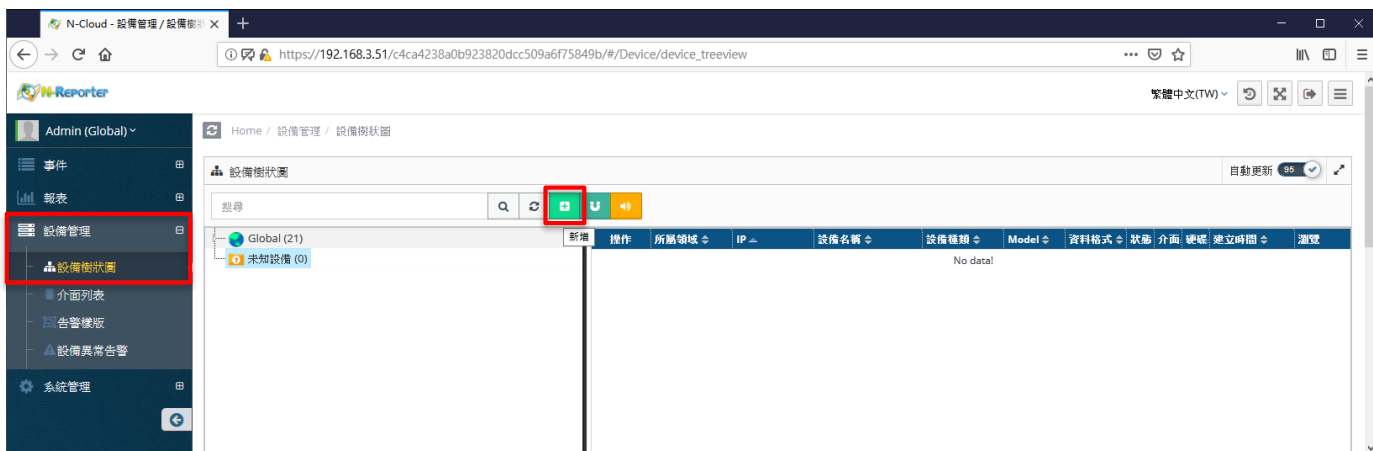 N-Cloud - 設備管理 / 設備樹狀
https://192.168.3.51/c4ca4238a0b923820dcc509a6f75849b/#/Device/device_treeview
N-Reporter
繁體中文(TW)
Admin (Global)
Home / 設備管理 / 設備樹狀圖
事件
設備樹狀圖
自動更新 95
報表
搜尋
設備管理
Global (21)
新增
操作 所屬領域 IP 設備名稱 設備種類 Model 資料格式 狀態 介面 硬碟 建立時間 瀏覽
設備樹狀圖
未知設備 (0)
No data!
介面列表
告警樣版
設備異常告警
系統管理